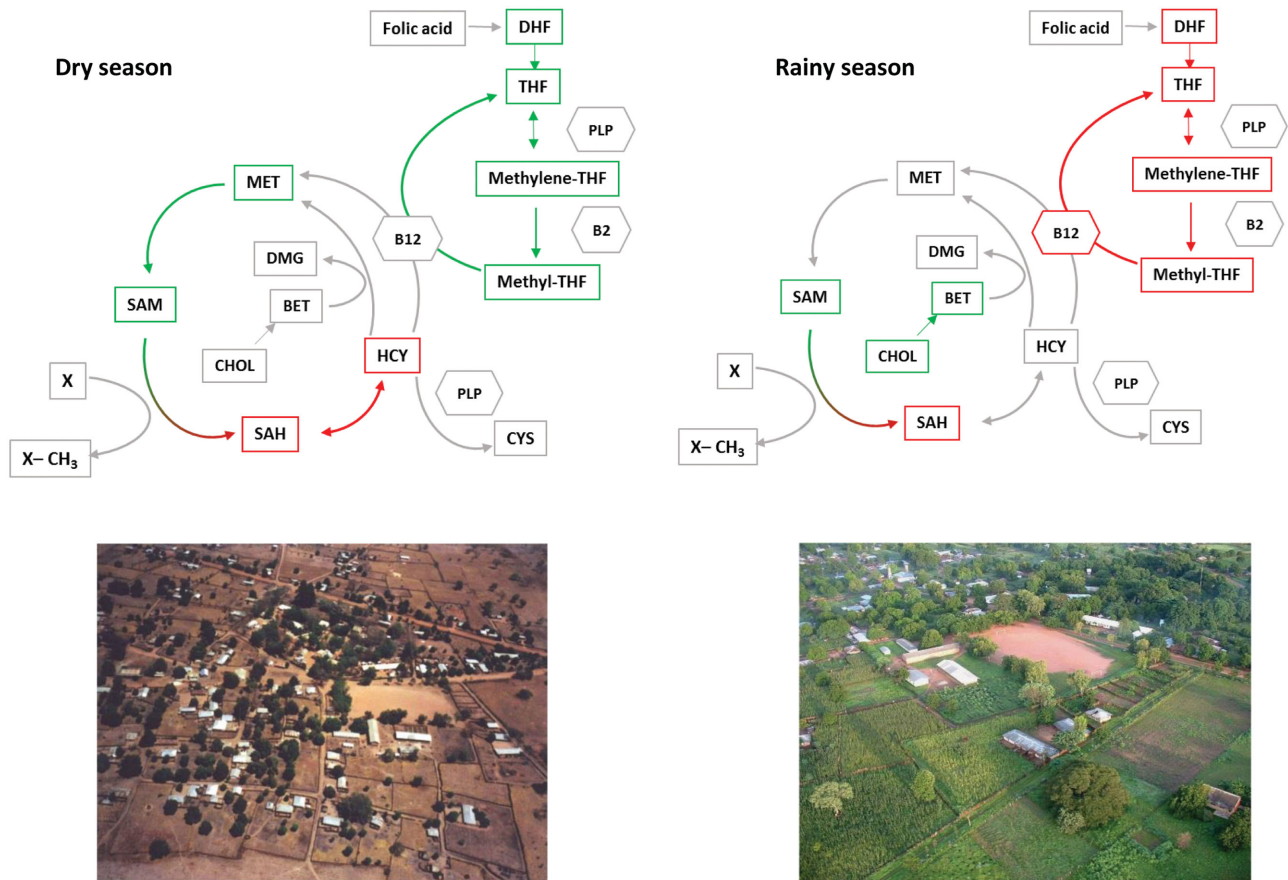 Dry season
Folic acid
DHF
THF
PLP
Methylene-THF
B2
Methyl-THF
B12
MET
DMG
SAM
BET
CHOL
HCY
X
PLP
SAH
CYS
X– CH₃
Rainy season
Folic acid
DHF
THF
PLP
Methylene-THF
B2
Methyl-THF
B12
MET
DMG
SAM
BET
CHOL
HCY
X
PLP
SAH
CYS
X– CH₃